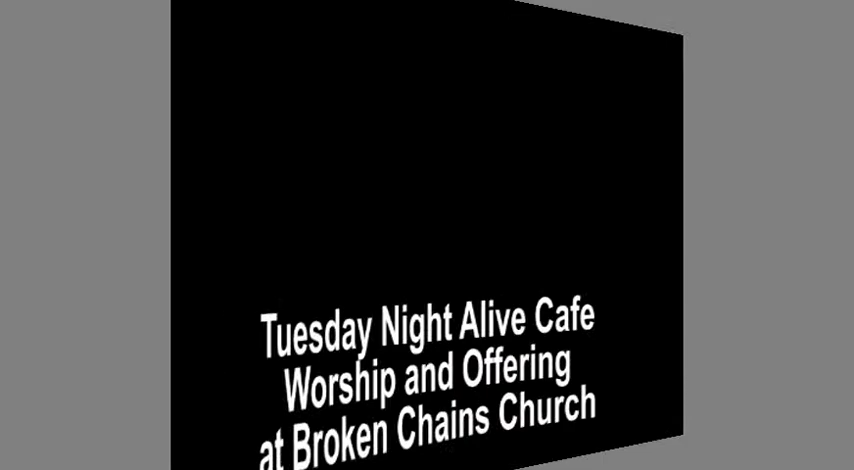 Tuesday Night Alive Cafe
Worship and Offering
at Broken Chains Church